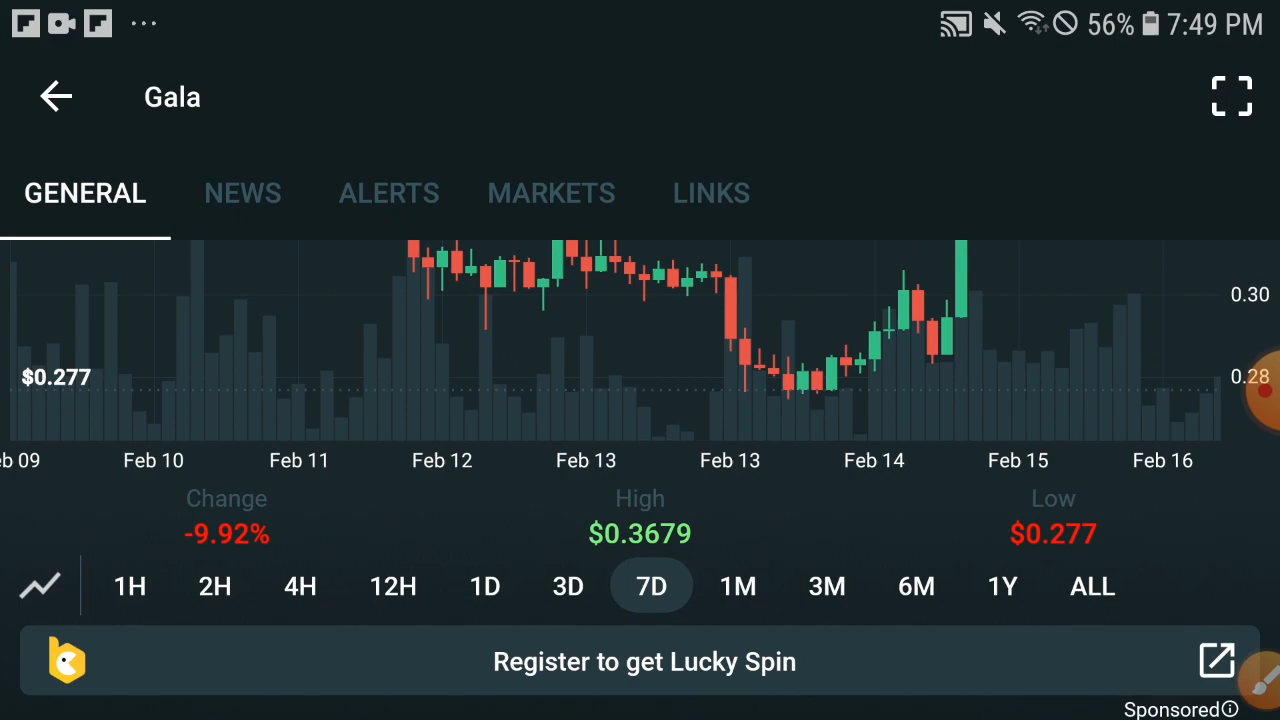 56% 7:49 PM
Gala
GENERAL NEWS ALERTS MARKETS LINKS
0.30
$0.277
0.28
eb 09 Feb 10 Feb 11 Feb 12 Feb 13 Feb 13 Feb 14 Feb 15 Feb 16
Change High Low
-9.92% $0.3679 $0.277
1H 2H 4H 12H 1D 3D 7D 1M 3M 6M 1Y ALL
Register to get Lucky Spin
Sponsored